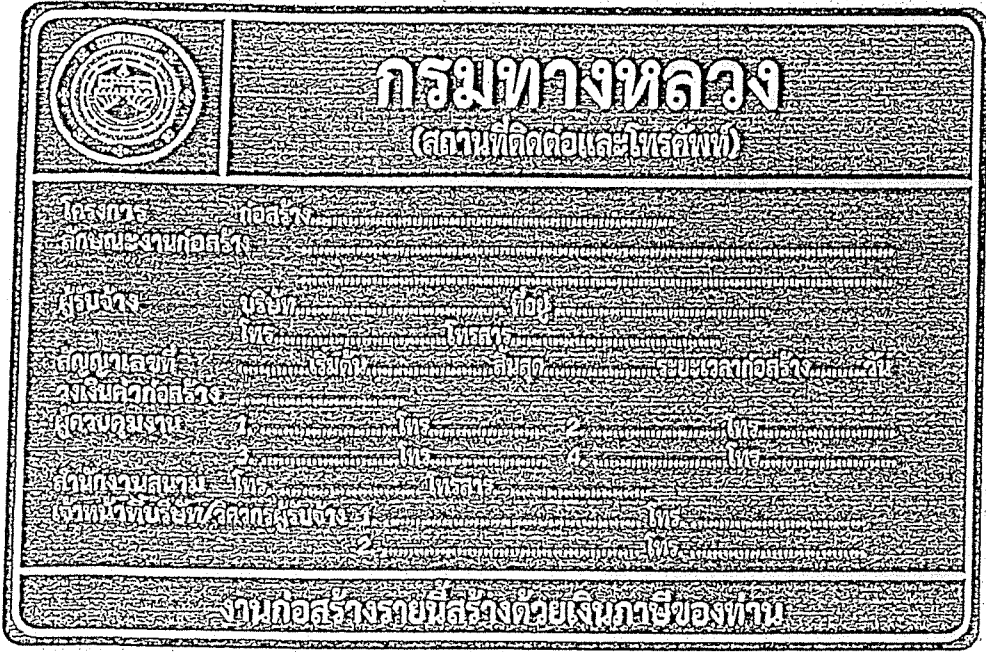 กรมทางหลวง
(สถานที่ติดต่อและโทรศัพท์)
โครงการ ก่อสร้าง
ลักษณะงานก่อสร้าง
ผู้รับจ้าง บริษัท ที่อยู่
โทร. โทรสาร
สัญญาเลขที่ เริ่มต้น สิ้นสุด ระยะเวลาก่อสร้าง วัน
วงเงินค่าก่อสร้าง
ผู้ควบคุมงาน 1. โทร. 2. โทร.
3. โทร. 4. โทร.
สำนักงานสนาม โทร. โทรสาร
เจ้าหน้าที่บริษัท/วิศวกรผู้รับจ้าง 1. โทร.
2. โทร.
งานก่อสร้างรายนี้สร้างด้วยเงินภาษีของท่าน